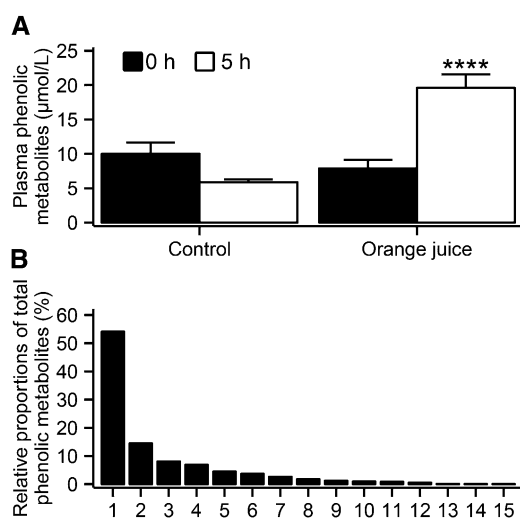 A
Plasma phenolic
metabolites (μmol/L)
25
20
15
10
5
0
0 h
5 h
****
Control
Orange juice
B
Relative proportions of total
phenolic metabolites (%)
60
50
40
30
20
10
0
1 2 3 4 5 6 7 8 9 10 11 12 13 14 15